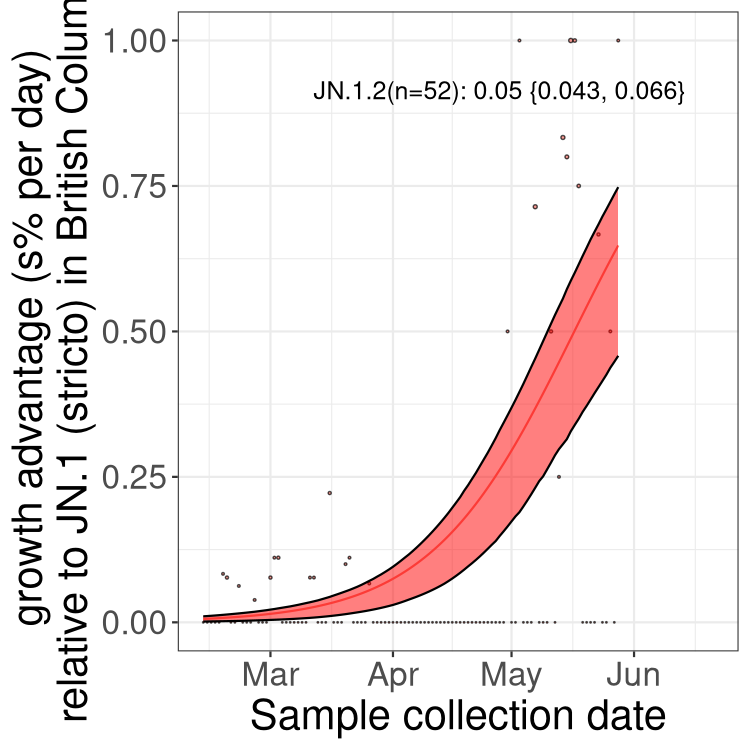 growth advantage (s% per day)
relative to JN.1 (stricto) in British Colum
1.00
0.75
0.50
0.25
0.00
JN.1.2(n=52): 0.05 {0.043, 0.066}
Mar Apr May Jun
Sample collection date